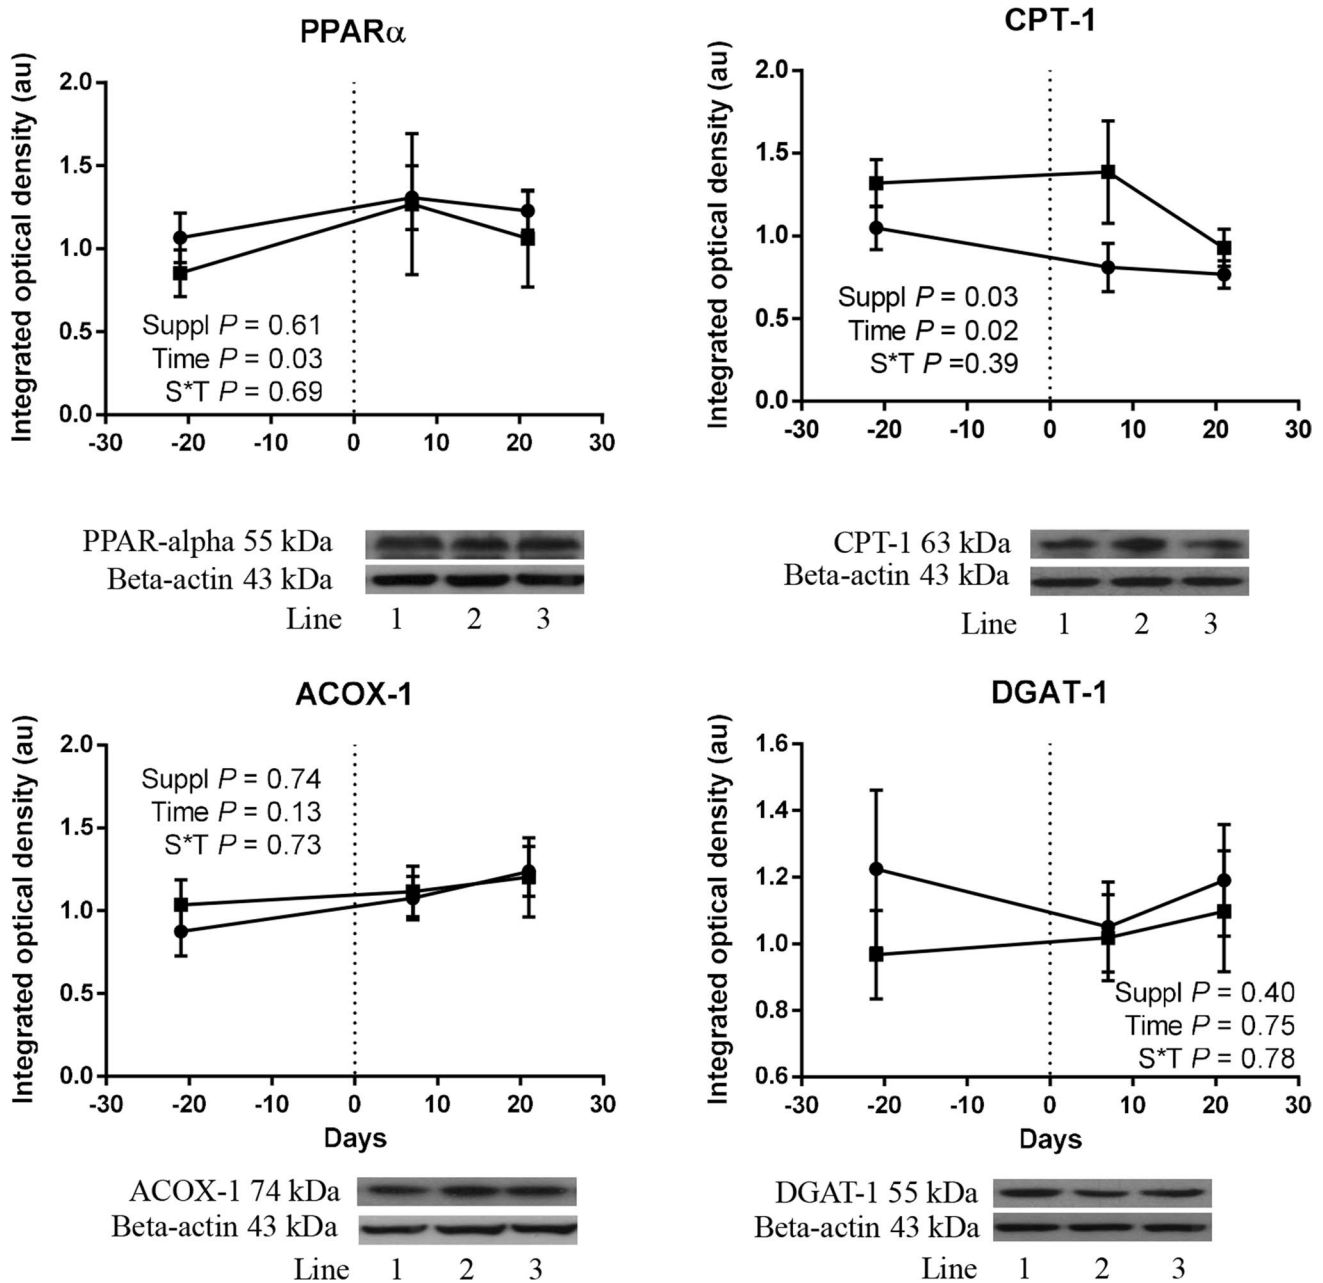 PPARα
Integrated optical density (au)
2.0
1.5
1.0
0.5
0.0
Suppl P = 0.61
Time P = 0.03
S*T P = 0.69
-30 -20 -10 0 10 20 30
PPAR-alpha 55 kDa
Beta-actin 43 kDa
Line 1 2 3
CPT-1
Integrated optical density (au)
2.0
1.5
1.0
0.5
0.0
Suppl P = 0.03
Time P = 0.02
S*T P =0.39
-30 -20 -10 0 10 20 30
CPT-1 63 kDa
Beta-actin 43 kDa
Line 1 2 3
ACOX-1
Integrated optical density (au)
2.0
1.5
1.0
0.5
0.0
Suppl P = 0.74
Time P = 0.13
S*T P = 0.73
-30 -20 -10 0 10 20 30
Days
ACOX-1 74 kDa
Beta-actin 43 kDa
Line 1 2 3
DGAT-1
Integrated optical density (au)
1.6
1.4
1.2
1.0
0.8
0.6
Suppl P = 0.40
Time P = 0.75
S*T P = 0.78
-30 -20 -10 0 10 20 30
Days
DGAT-1 55 kDa
Beta-actin 43 kDa
Line 1 2 3